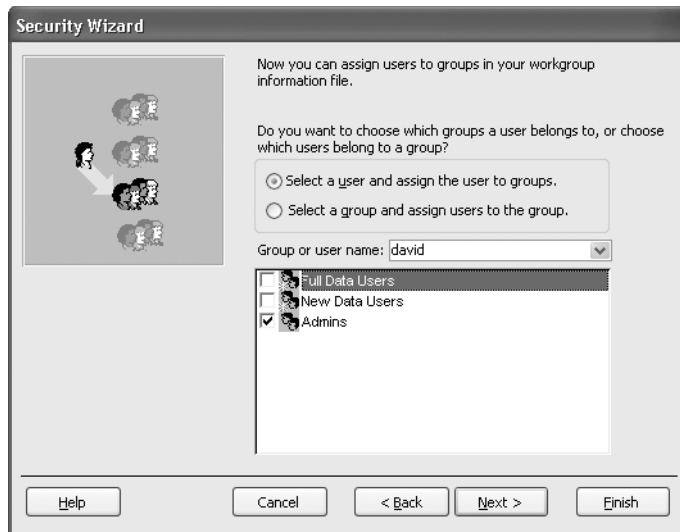 Security Wizard
Now you can assign users to groups in your workgroup
information file.
Do you want to choose which groups a user belongs to, or choose
which users belong to a group?
Select a user and assign the user to groups.
Select a group and assign users to the group.
Group or user name: david
Full Data Users
New Data Users
Admins
Help Cancel < Back Next > Finish